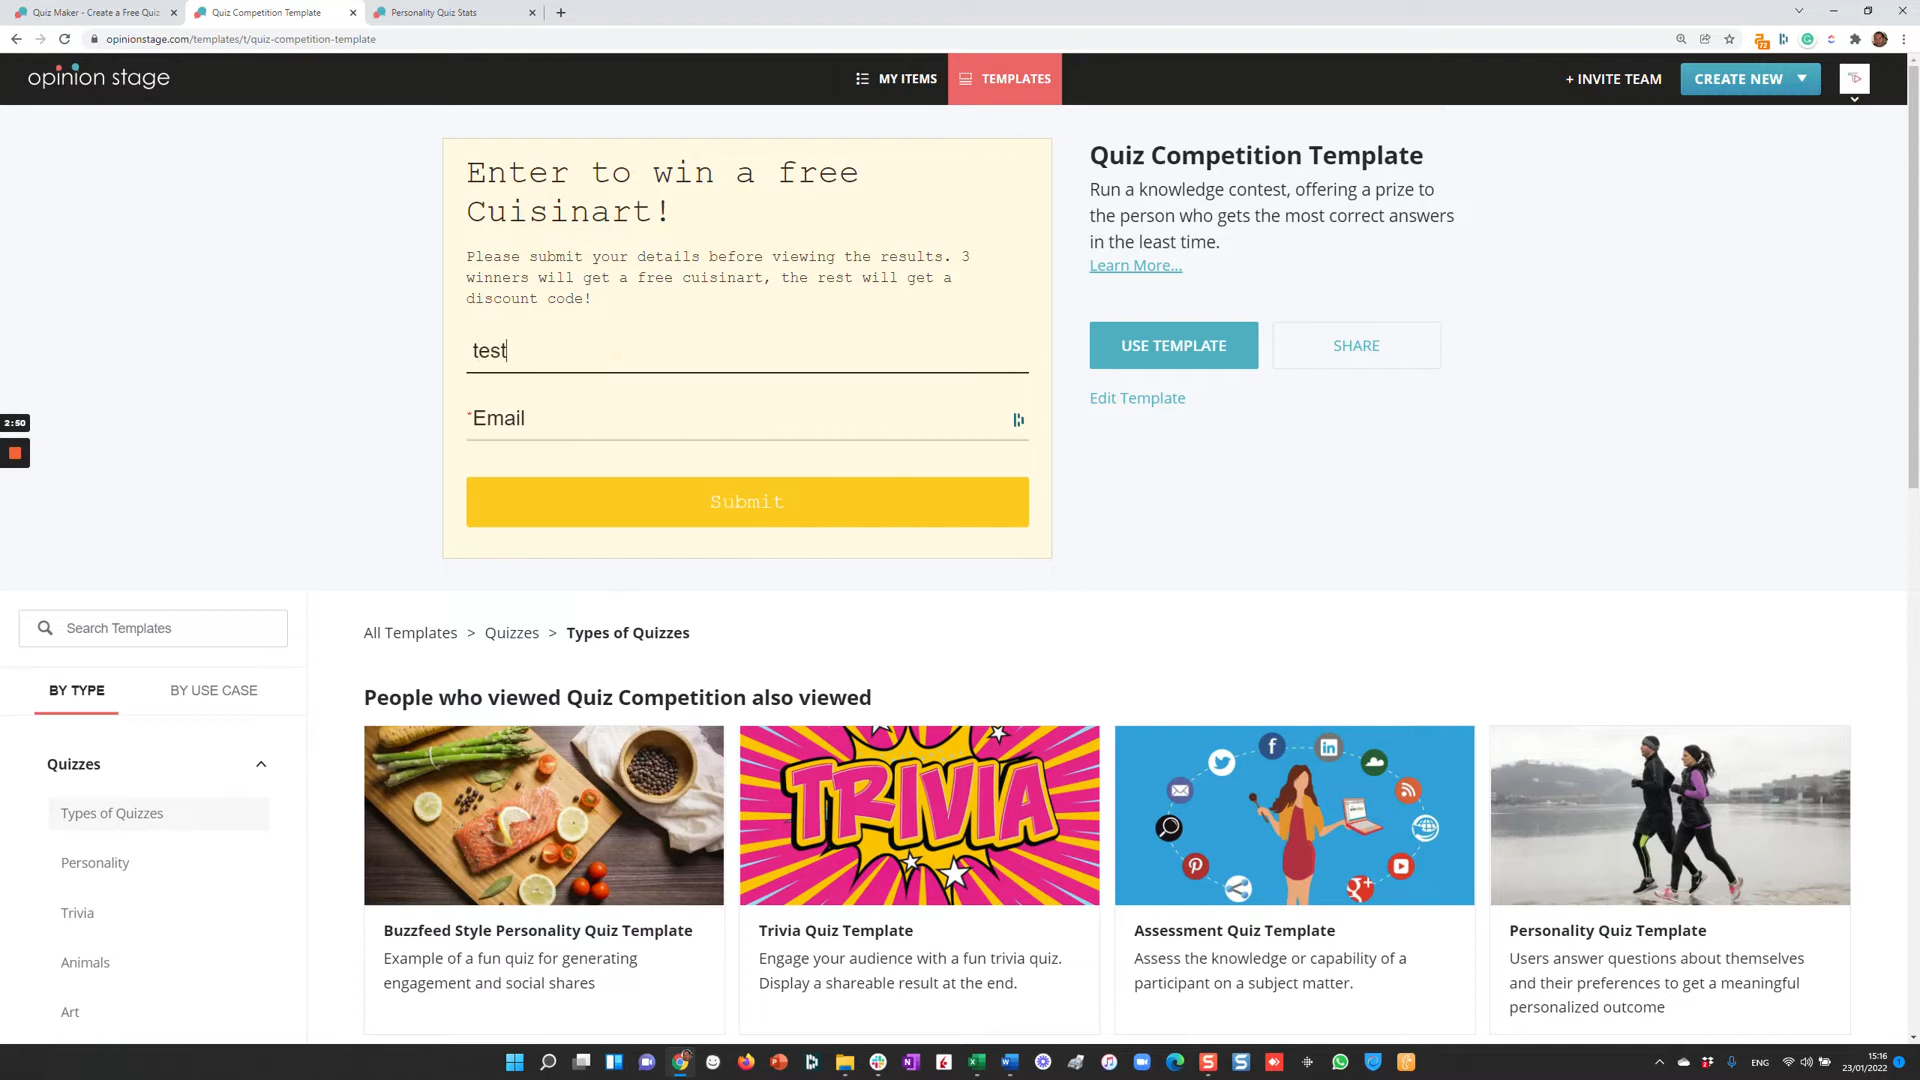 Quiz Maker - Create a Free Quiz
Quiz Competition Template
Personality Quiz Stats
opinionstage.com/templates/t/quiz-competition-template
opinion stage
MY ITEMS
TEMPLATES
+ INVITE TEAM
CREATE NEW
Enter to win a free
Cuisinart!
Please submit your details before viewing the results. 3
winners will get a free cuisinart, the rest will get a
discount code!
test
*Email
Submit
Quiz Competition Template
Run a knowledge contest, offering a prize to
the person who gets the most correct answers
in the least time.
Learn More...
USE TEMPLATE
SHARE
Edit Template
2:50
Search Templates
BY TYPE
BY USE CASE
Quizzes
Types of Quizzes
Personality
Trivia
Animals
Art
All Templates > Quizzes > Types of Quizzes
People who viewed Quiz Competition also viewed
TRIVIA
Buzzfeed Style Personality Quiz Template
Example of a fun quiz for generating
engagement and social shares
Trivia Quiz Template
Engage your audience with a fun trivia quiz.
Display a shareable result at the end.
Assessment Quiz Template
Assess the knowledge or capability of a
participant on a subject matter.
Personality Quiz Template
Users answer questions about themselves
and their preferences to get a meaningful
personalized outcome
ENG
15:16
23/01/2022